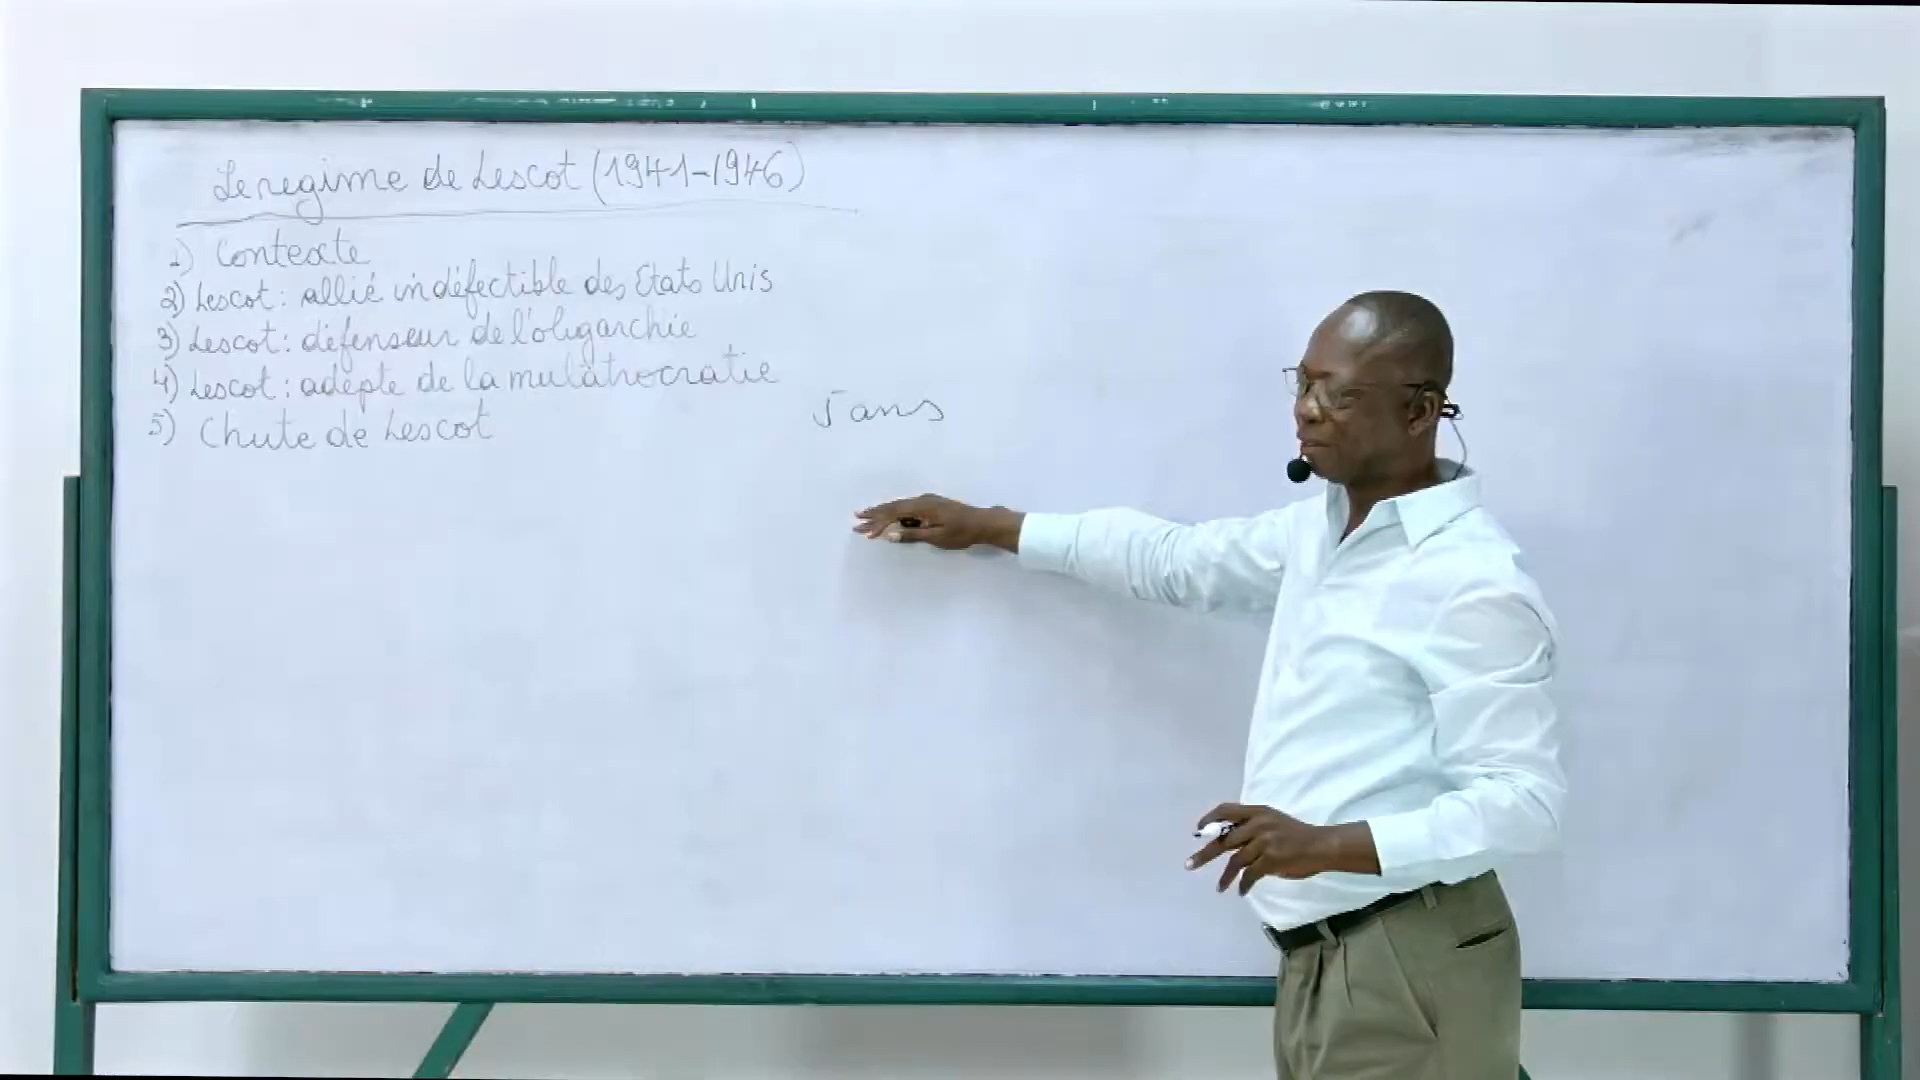 Le regime de Lescot (1941-1946)
1) Contexte
2) Lescot: allié indéfectible des Etats Unis
3) Lescot: défenseur de l'oligarchie
4) Lescot: adepte de la mulâtrocratie
5) Chute de Lescot
5 ans